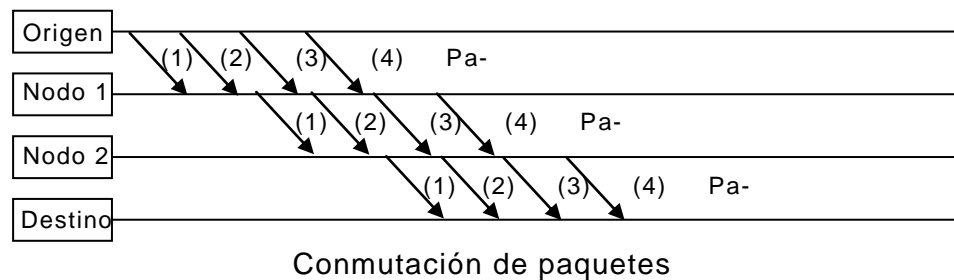 Origen
(1) (2) (3) (4) Pa-
Nodo 1
(1) (2) (3) (4) Pa-
Nodo 2
(1) (2) (3) (4) Pa-
Destino
Conmutación de paquetes